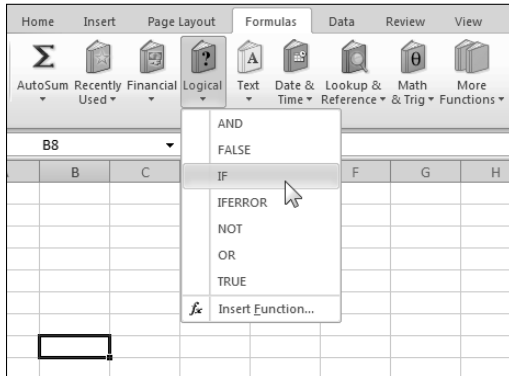 Home Insert Page Layout Formulas Data Review View
Σ ? A θ
AutoSum Recently Used Financial Logical Text Date & Time Lookup & Reference Math & Trig More Functions
B8
AND
FALSE
IF
IFERROR
NOT
OR
TRUE
fx Insert Function...
B C F G H